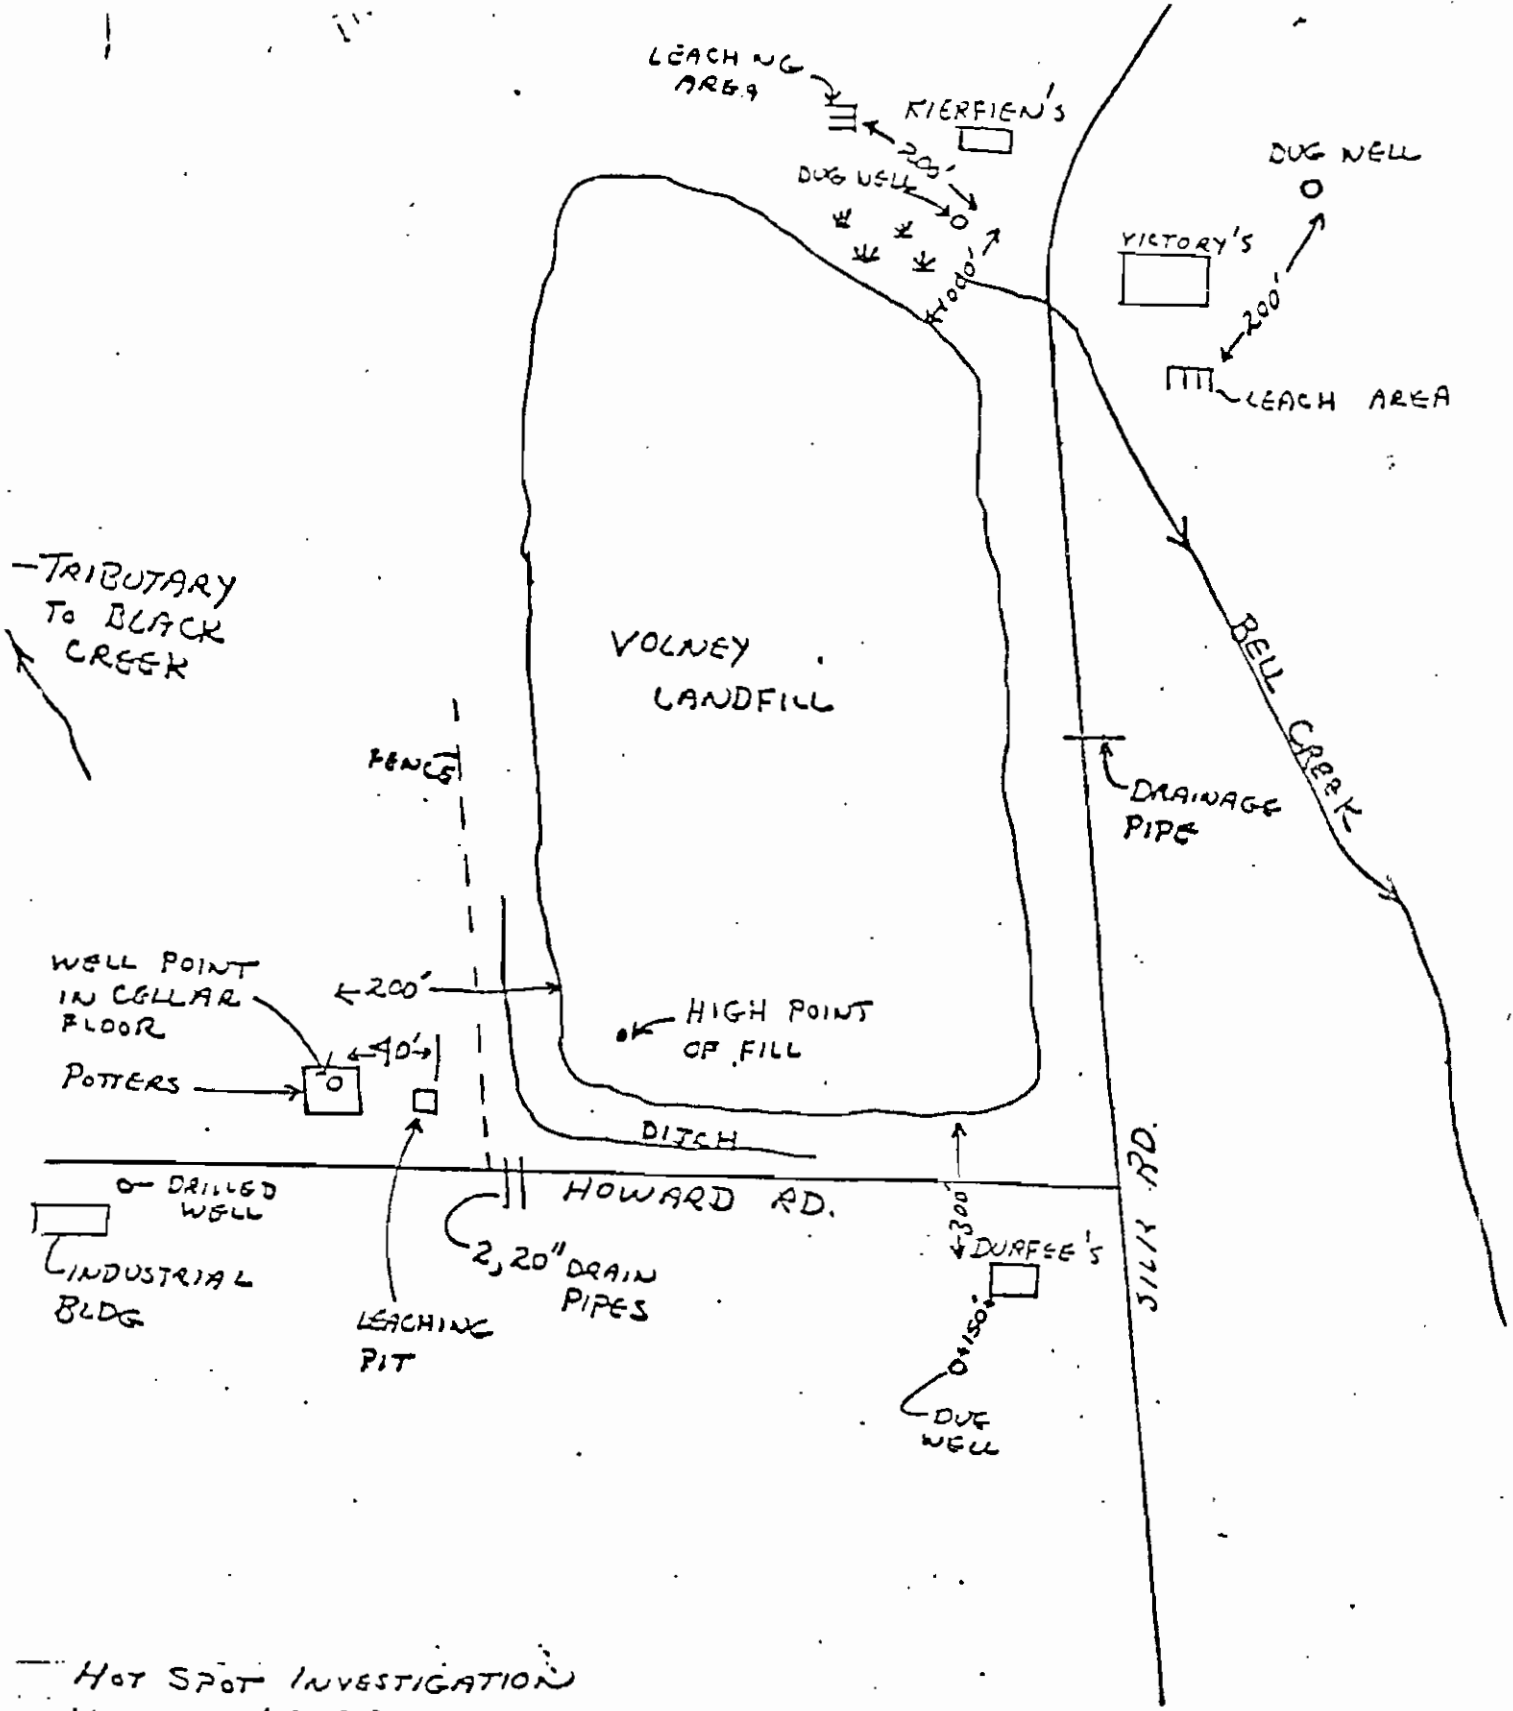 LEACH NG
AREA
KIERFIEN'S
200'
DUG WELL
DUG WELL
VICTORY'S
1000'
200'
LEACH AREA
-TRIBUTARY
TO BLACK
CREEK
VOLNEY
LANDFILL
BELL CREEK
FENCE
DRAINAGE
PIPE
WELL POINT
IN CELLAR
FLOOR
200'
HIGH POINT
OF FILL
40'
POTTERS
DITCH
DRILLED
WELL
HOWARD RD.
SILK RD.
300'
DURFEE'S
2, 20" DRAIN
PIPES
INDUSTRIAL
BLDG
LEACHING
PIT
150'
DUG
WELL
HOT SPOT INVESTIGATION